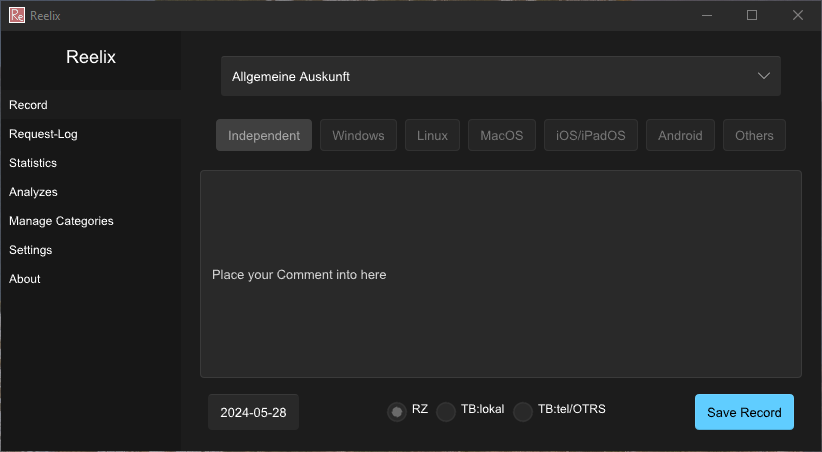 Re Reelix
Reelix
Record
Request-Log
Statistics
Analyzes
Manage Categories
Settings
About
Allgemeine Auskunft
Independent Windows Linux MacOS iOS/iPadOS Android Others
Place your Comment into here
2024-05-28 RZ TB:lokal TB:tel/OTRS Save Record